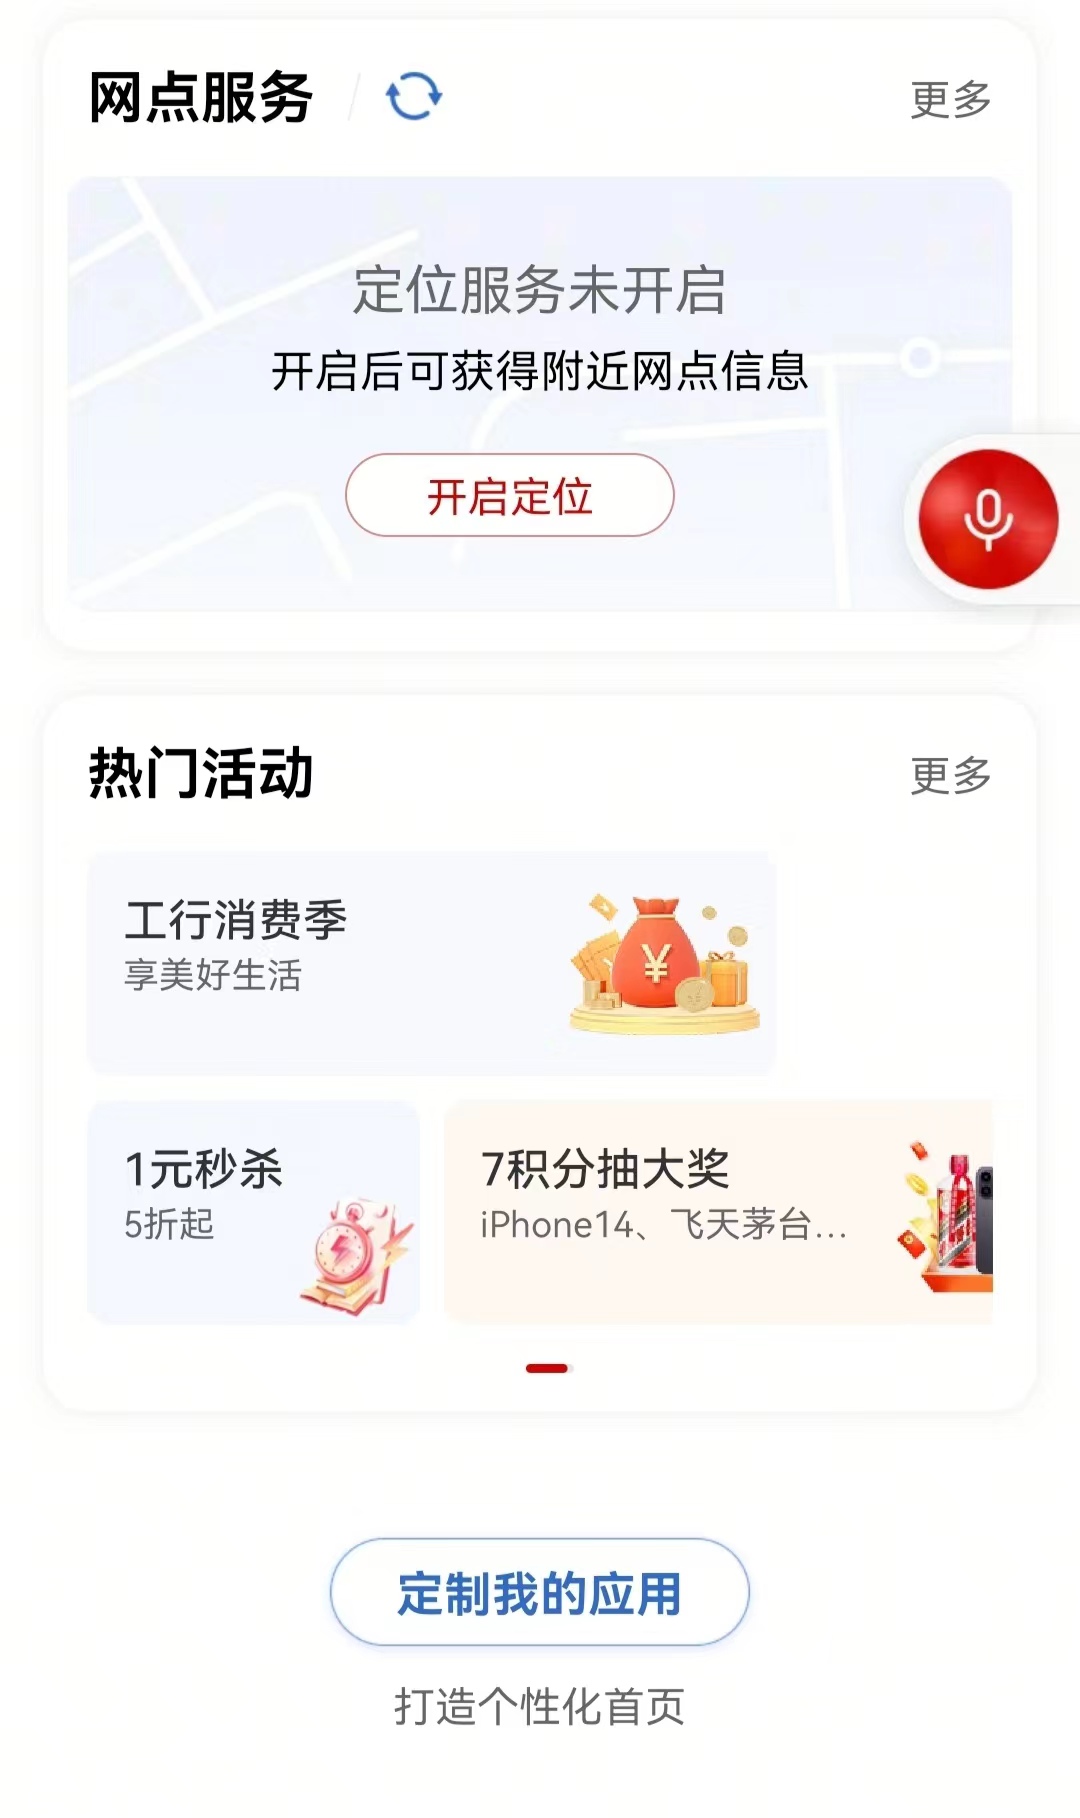 网点服务
更多
定位服务未开启
开启后可获得附近网点信息
开启定位
热门活动
更多
工行消费季
享美好生活
¥
1元秒杀
5折起
7积分抽大奖
iPhone14、飞天茅台...
定制我的应用
打造个性化首页